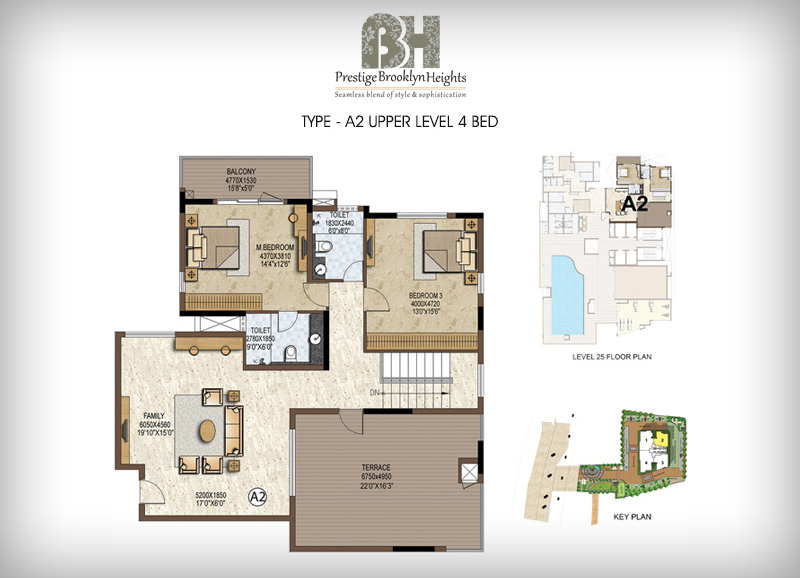 BH
Prestige Brooklyn Heights
Seamless blend of style & sophistication
TYPE - A2 UPPER LEVEL 4 BED
BALCONY
4770X1530
15'8"x5'0"
TOILET
1830X2440
6'0"x8'0"
M.BEDROOM
4370X3810
14'4"x12'6"
BEDROOM 3
4000X4720
13'0"x15'6"
TOILET
2780X1850
9'0"X6'0"
DN
FAMILY
6050X4560
19'10"X15'0"
5200X1850
17'0"X6'0"
A2
TERRACE
6750x4950
22'0"X16'3"
A2
LEVEL 25 FLOOR PLAN
KEY PLAN